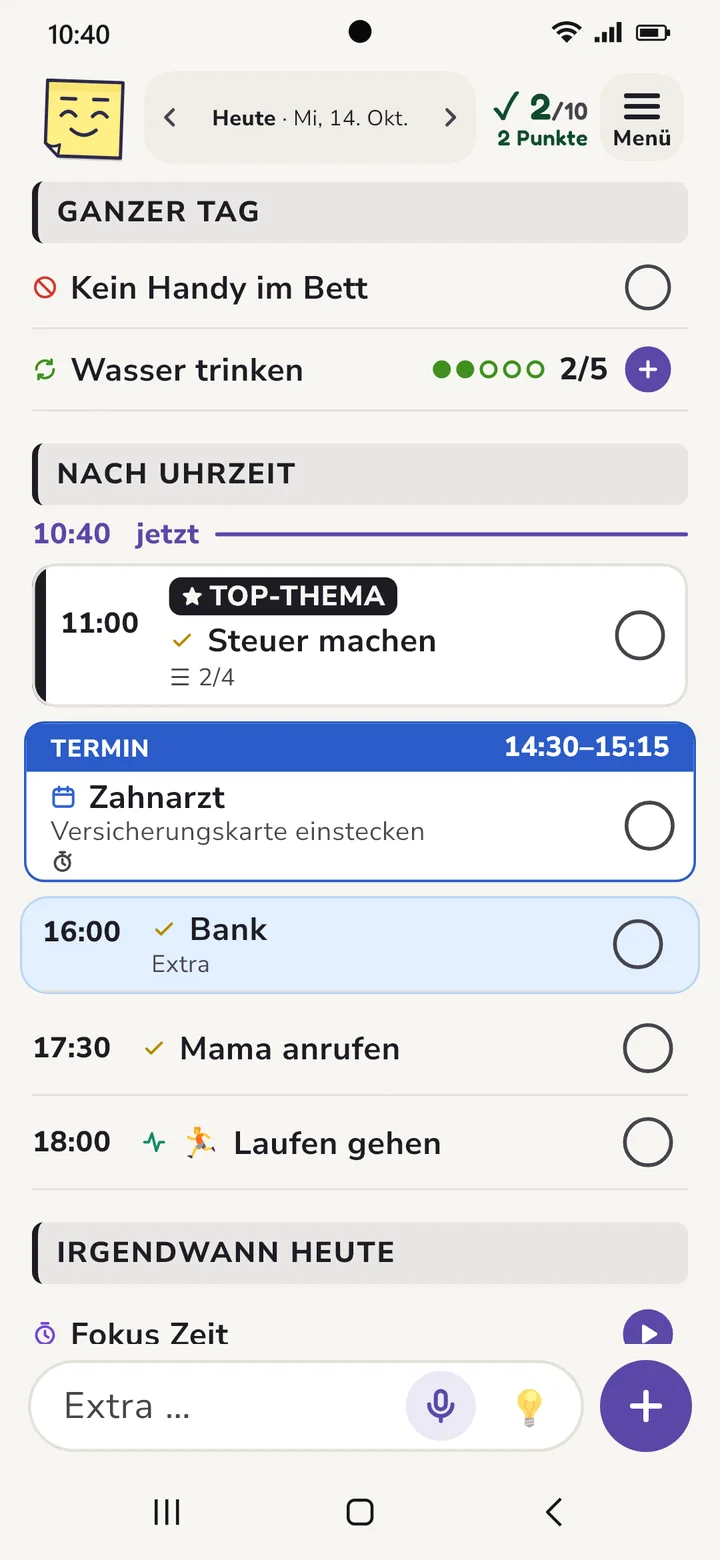 10:40
Heute · Mi, 14. Okt.
✓ 2/10
2 Punkte
Menü
GANZER TAG
Kein Handy im Bett
Wasser trinken 2/5 +
NACH UHRZEIT
10:40 jetzt
★ TOP-THEMA
11:00 Steuer machen
2/4
TERMIN 14:30–15:15
Zahnarzt
Versicherungskarte einstecken
16:00 Bank
Extra
17:30 Mama anrufen
18:00 Laufen gehen
IRGENDWANN HEUTE
Fokus Zeit
Extra ...